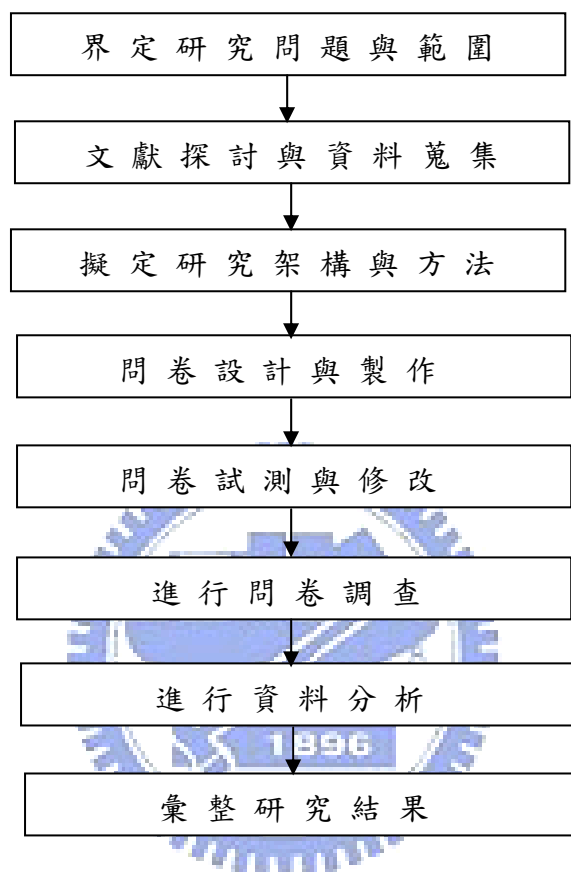 界定研究問題與範圍
文獻探討與資料蒐集
擬定研究架構與方法
問卷設計與製作
問卷試測與修改
進行問卷調查
進行資料分析
1896
彙整研究結果